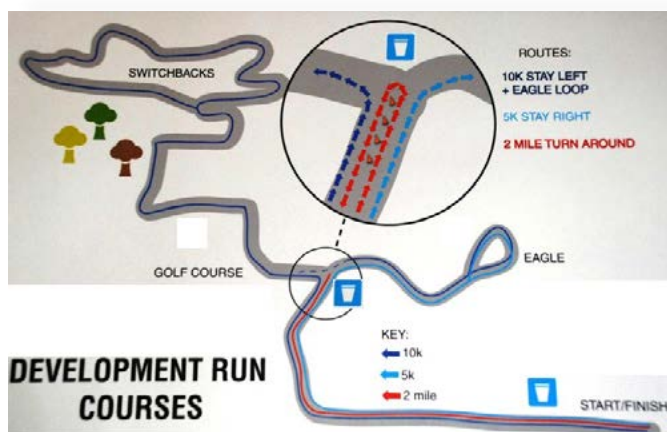 SWITCHBACKS
ROUTES:
10K STAY LEFT
+ EAGLE LOOP
5K STAY RIGHT
2 MILE TURN AROUND
GOLF COURSE
EAGLE
KEY:
10k
5k
2 mile
DEVELOPMENT RUN
COURSES
START/FINISH